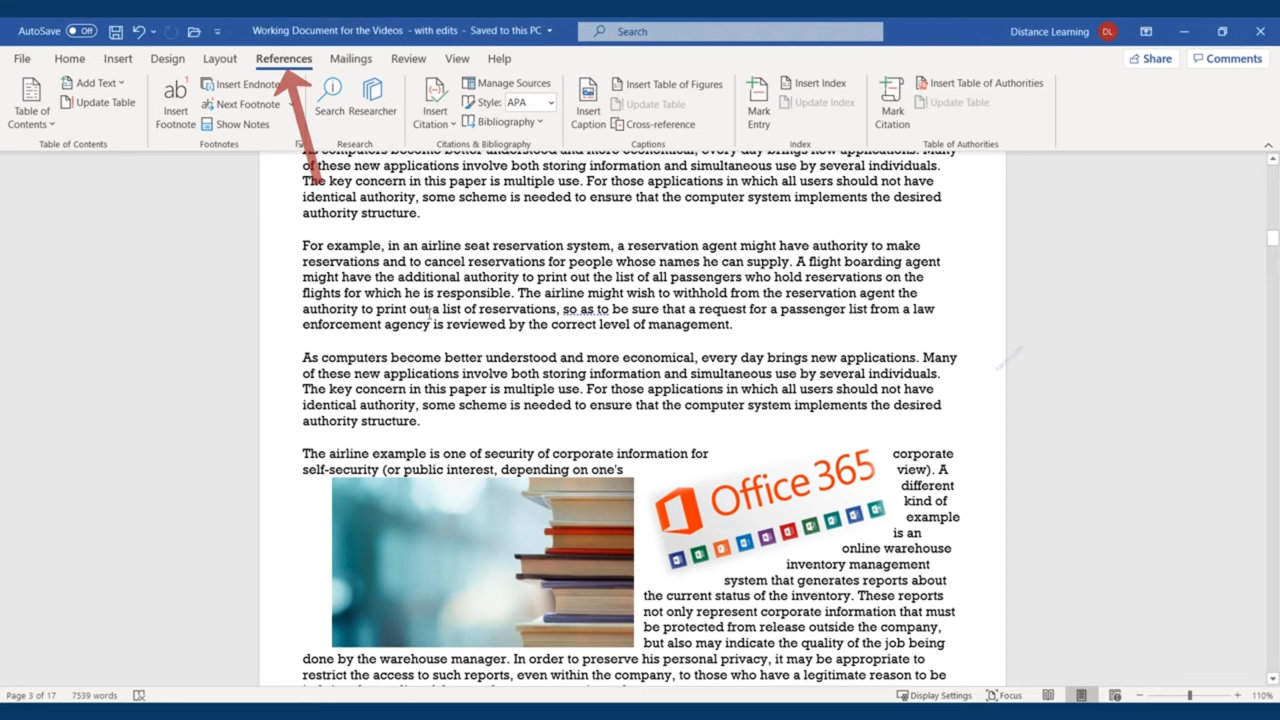 AutoSave Off Working Document for the Videos - with edits - Saved to this PC Search Distance Learning DL
File Home Insert Design Layout References Mailings Review View Help Share Comments
Table of Contents
Add Text
Update Table
Table of Contents
ab
Insert Footnote
Insert Endnote
Next Footnote
Show Notes
Footnotes
Search
Researcher
Research
Insert Citation
Manage Sources
Style: APA
Bibliography
Citations & Bibliography
Insert Caption
Insert Table of Figures
Update Table
Cross-reference
Captions
Mark Entry
Insert Index
Update Index
Index
Mark Citation
Insert Table of Authorities
Update Table
Table of Authorities
As computers become better understood and more economical, every day brings new applications. Many
of these new applications involve both storing information and simultaneous use by several individuals.
The key concern in this paper is multiple use. For those applications in which all users should not have
identical authority, some scheme is needed to ensure that the computer system implements the desired
authority structure.
For example, in an airline seat reservation system, a reservation agent might have authority to make
reservations and to cancel reservations for people whose names he can supply. A flight boarding agent
might have the additional authority to print out the list of all passengers who hold reservations on the
flights for which he is responsible. The airline might wish to withhold from the reservation agent the
authority to print out a list of reservations, so as to be sure that a request for a passenger list from a law
enforcement agency is reviewed by the correct level of management.
As computers become better understood and more economical, every day brings new applications. Many
of these new applications involve both storing information and simultaneous use by several individuals.
The key concern in this paper is multiple use. For those applications in which all users should not have
identical authority, some scheme is needed to ensure that the computer system implements the desired
authority structure.
The airline example is one of security of corporate information for corporate
self-security (or public interest, depending on one's view). A
Office 365
different
kind of
example
is an
online warehouse
inventory management
system that generates reports about
the current status of the inventory. These reports
not only represent corporate information that must
be protected from release outside the company,
but also may indicate the quality of the job being
done by the warehouse manager. In order to preserve his personal privacy, it may be appropriate to
restrict the access to such reports, even within the company, to those who have a legitimate reason to be
Page 3 of 17 7539 words Display Settings Focus 110%